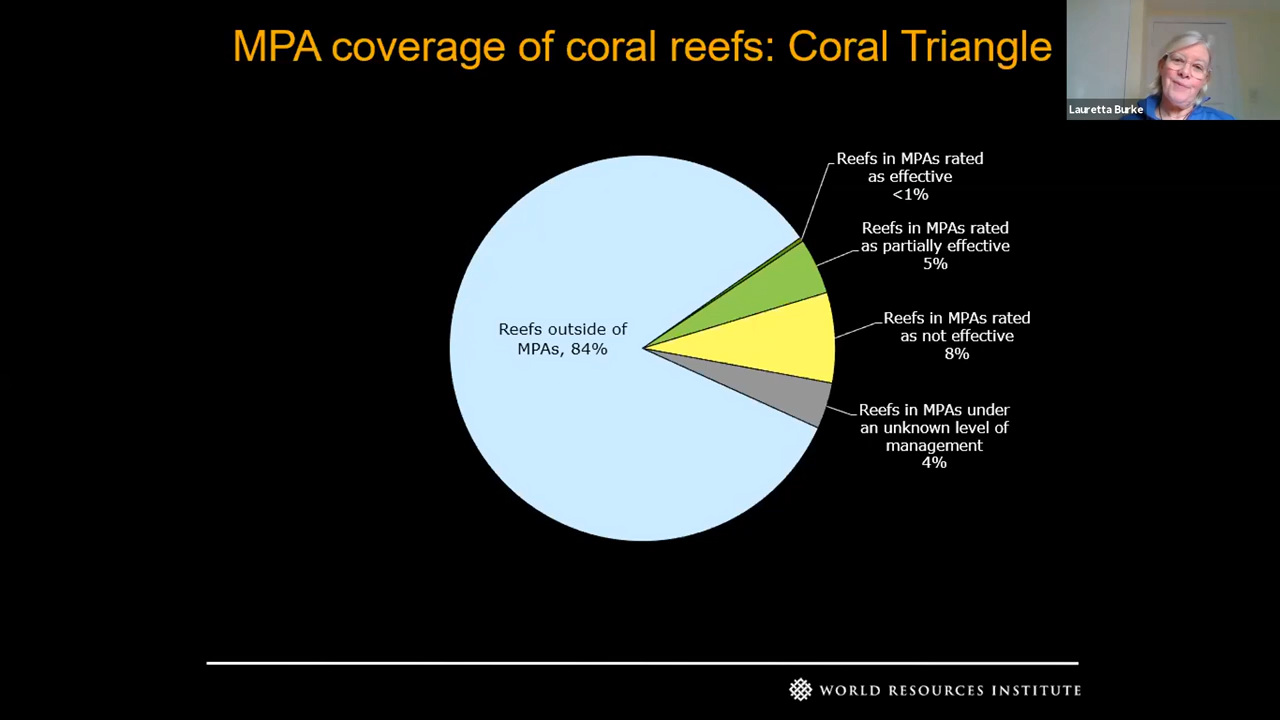 MPA coverage of coral reefs: Coral Triangle
Lauretta Burke
Reefs in MPAs rated
as effective
<1%
Reefs in MPAs rated
as partially effective
5%
Reefs in MPAs rated
as not effective
8%
Reefs outside of
MPAs, 84%
Reefs in MPAs under
an unknown level of
management
4%
WORLD RESOURCES INSTITUTE